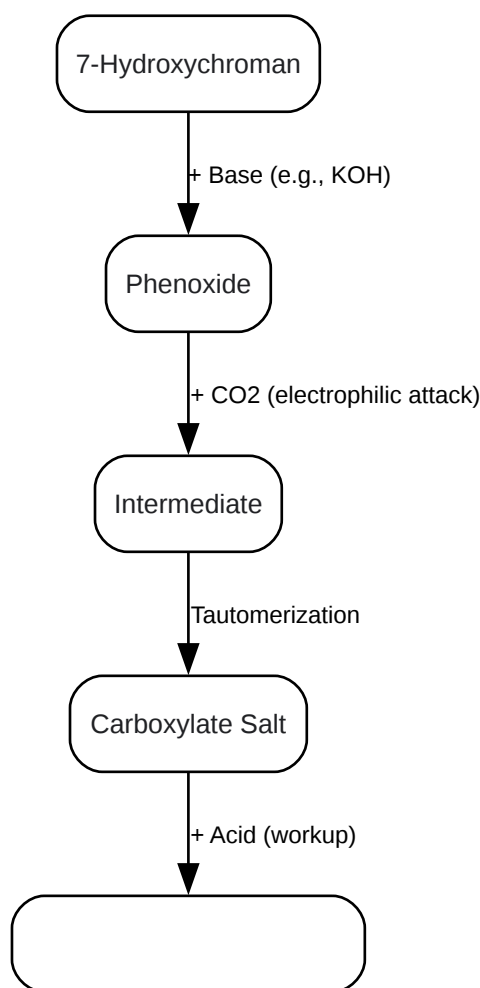 7-Hydroxychroman
+ Base (e.g., KOH)
Phenoxide
+ CO2 (electrophilic attack)
Intermediate
Tautomerization
Carboxylate Salt
+ Acid (workup)